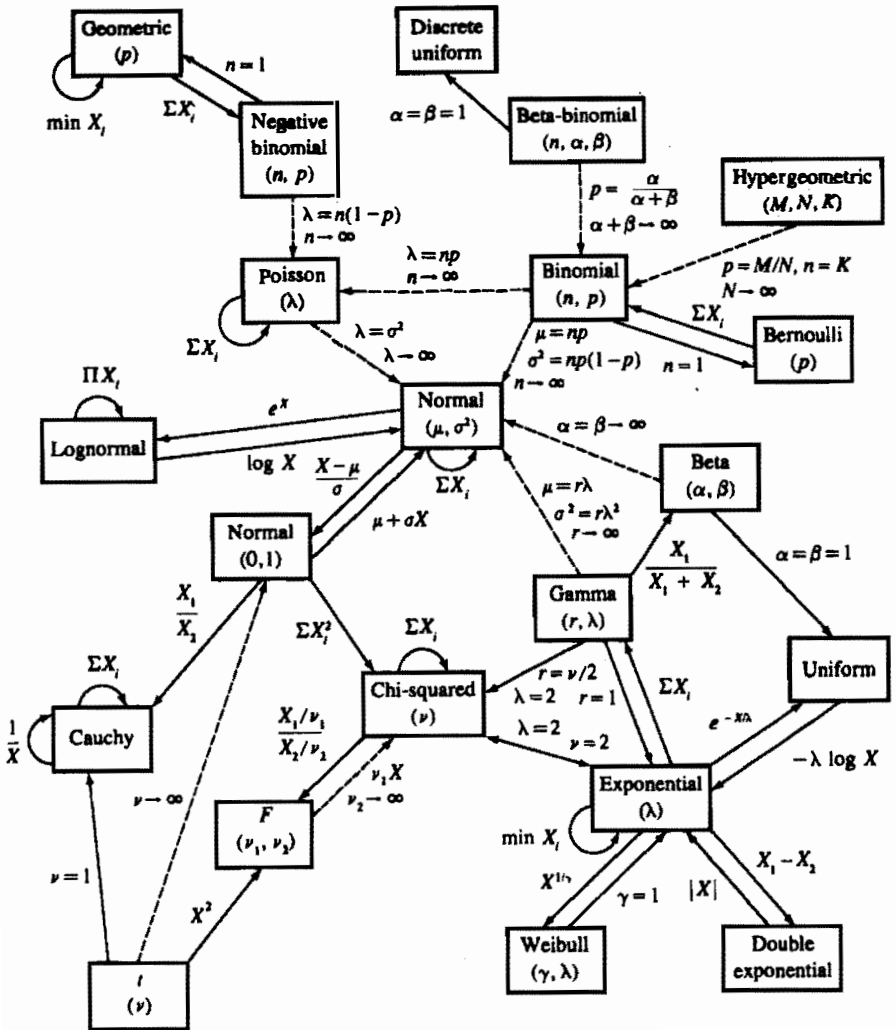 Geometric
(p)
min X_i
n = 1
ΣX_i
Negative
binomial
(n, p)
Discrete
uniform
α = β = 1
Beta-binomial
(n, α, β)
Hypergeometric
(M, N, K)
λ = n(1 − p)
n → ∞
p = α / (α + β)
α + β → ∞
p = M/N, n = K
N → ∞
Poisson
(λ)
ΣX_i
λ = np
n → ∞
Binomial
(n, p)
ΣX_i
n = 1
Bernoulli
(p)
λ = σ²
λ → ∞
μ = np
σ² = np(1 − p)
n → ∞
ΠX_i
Lognormal
e^X
log X
Normal
(μ, σ²)
ΣX_i
α = β → ∞
Beta
(α, β)
(X − μ) / σ
μ + σX
μ = rλ
σ² = rλ²
r → ∞
X_1 / (X_1 + X_2)
α = β = 1
Normal
(0, 1)
Gamma
(r, λ)
X_1 / X_2
ΣX_i²
ΣX_i
r = ν/2
λ = 2
r = 1
ΣX_i
Uniform
ΣX_i
1/X
Cauchy
Chi-squared
(ν)
λ = 2
ν = 2
e^−X/λ
−λ log X
(X_1/ν_1) / (X_2/ν_2)
ν_1X
ν_2 → ∞
ν → ∞
F
(ν_1, ν_2)
Exponential
(λ)
min X_i
ν = 1
X²
X^1/γ
γ = 1
|X|
X_1 − X_2
t
(ν)
Weibull
(γ, λ)
Double
exponential